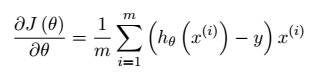 ∂J(θ)/∂θ = 1/m ∑_{i=1}^{m} (h_θ(x^{(i)}) − y) x^{(i)}